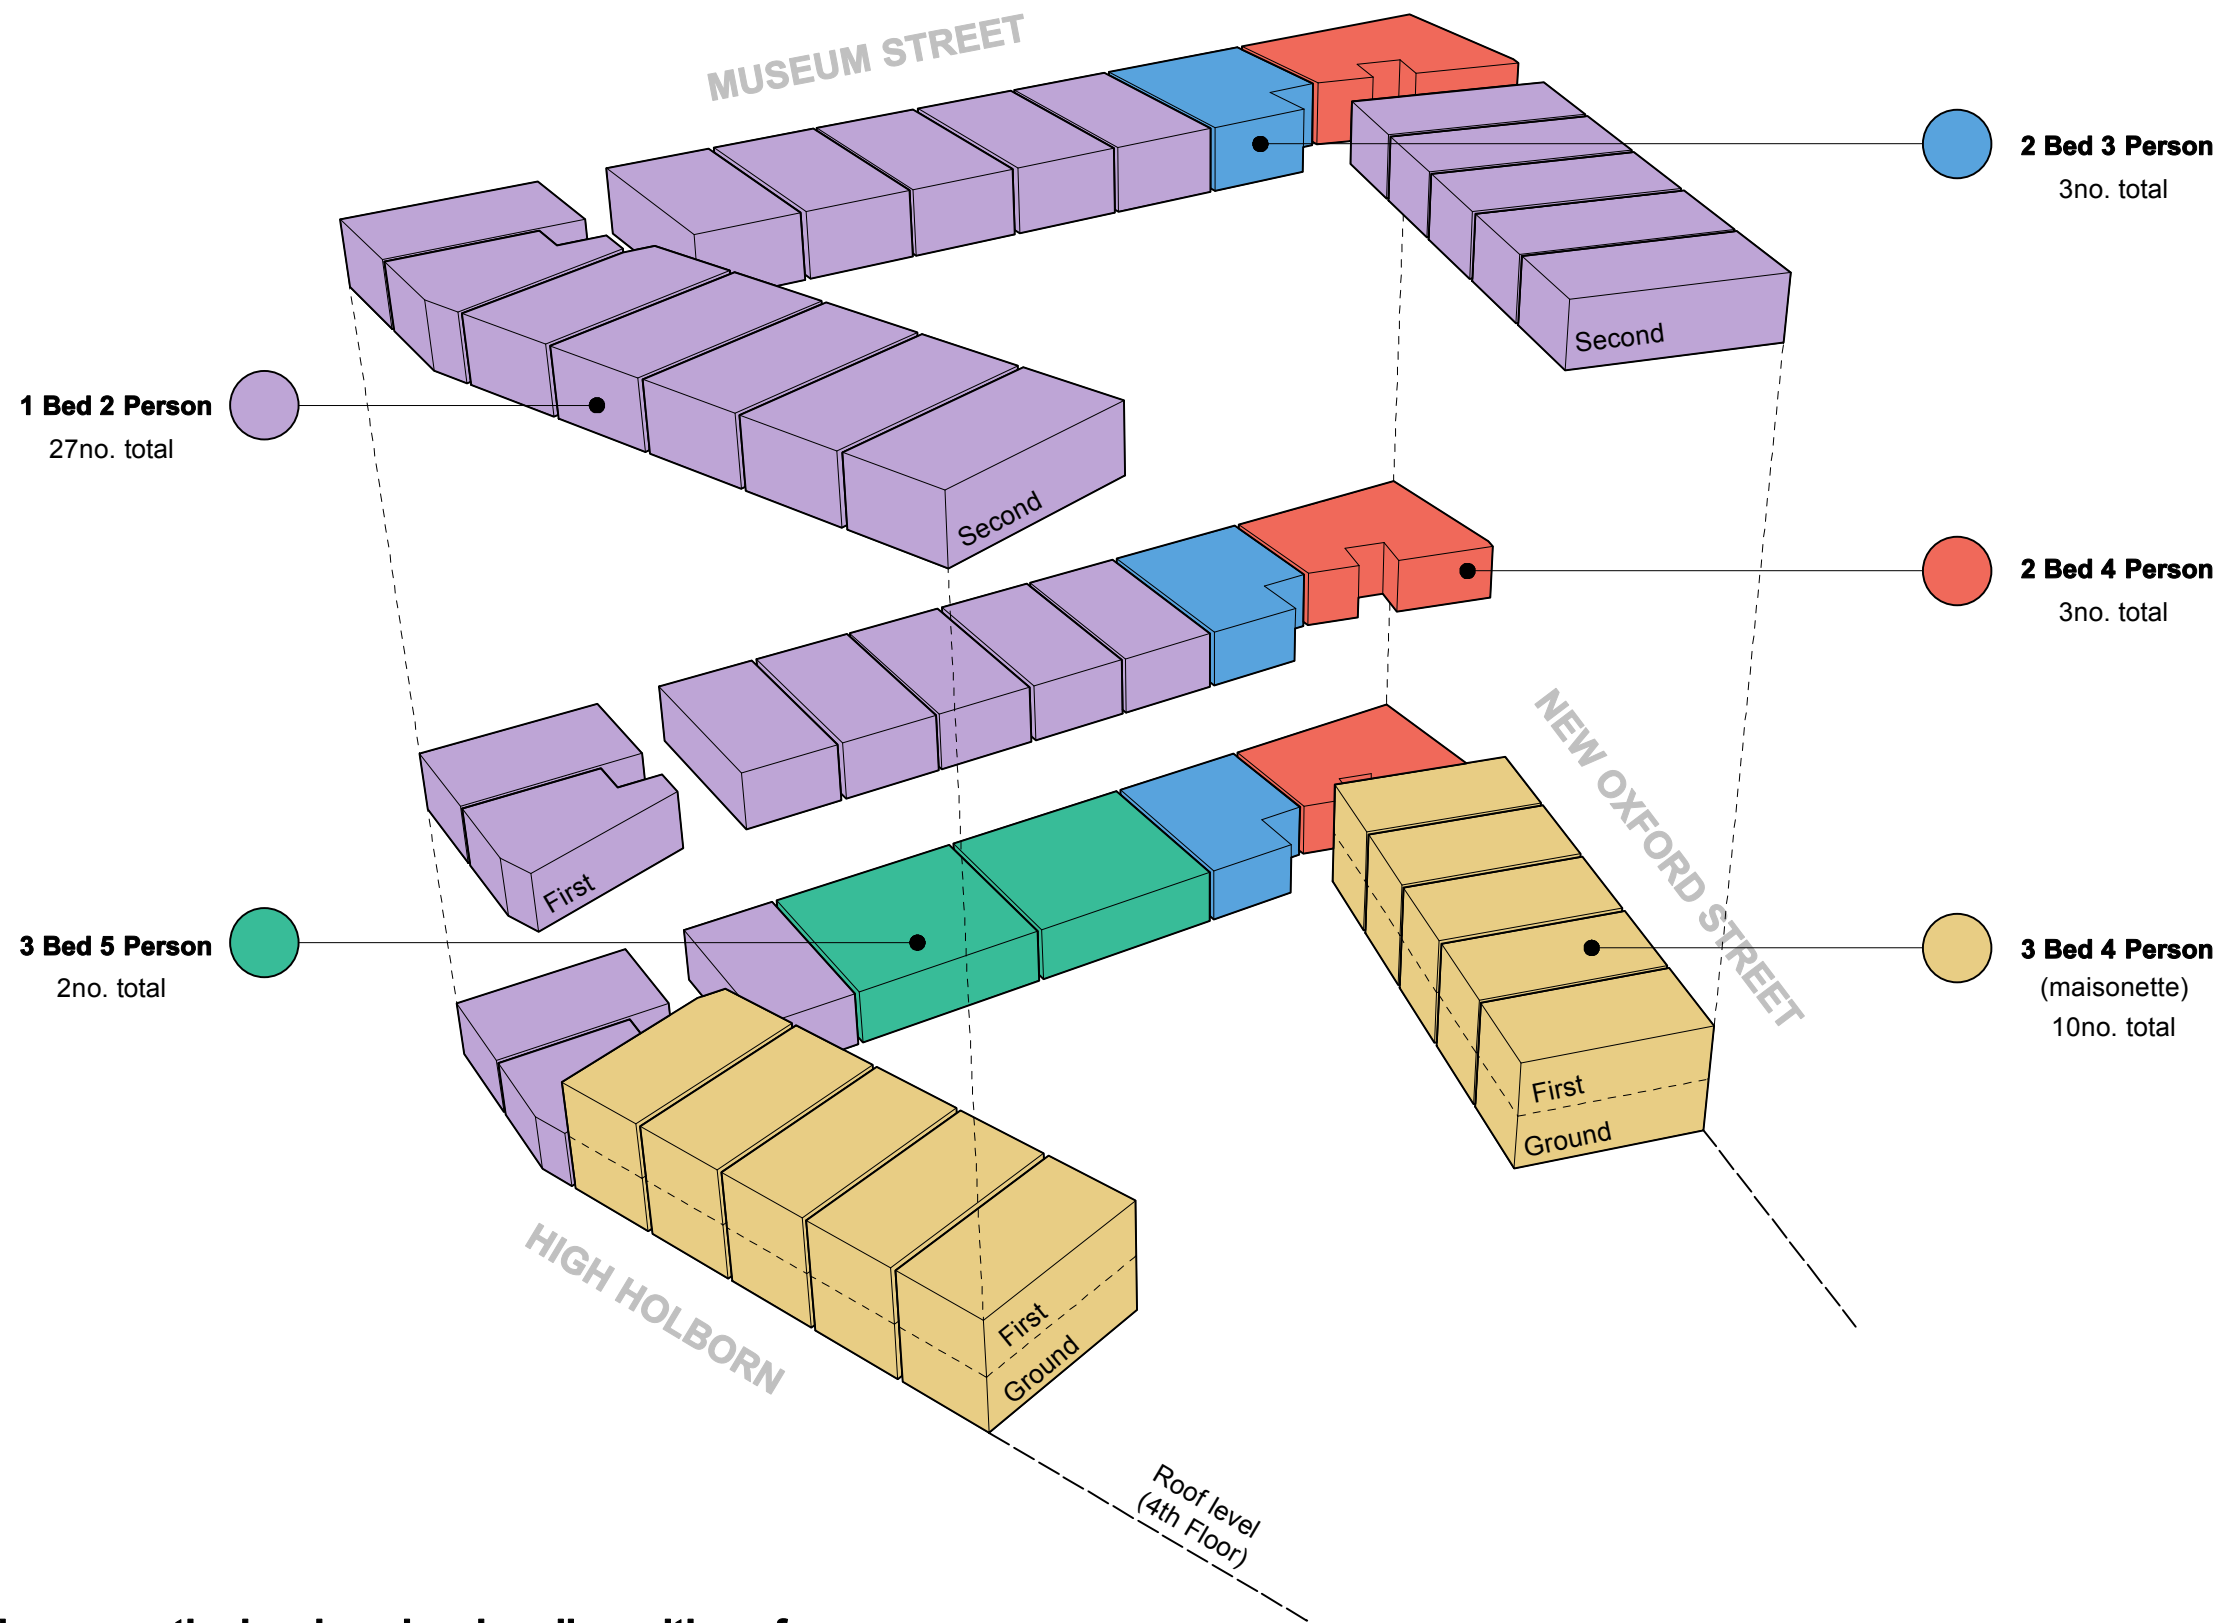 MUSEUM STREET
2 Bed 3 Person
3no. total
Second
1 Bed 2 Person
27no. total
Second
2 Bed 4 Person
3no. total
NEW OXFORD STREET
First
3 Bed 5 Person
2no. total
3 Bed 4 Person
(maisonette)
10no. total
First
Ground
HIGH HOLBORN
First
Ground
Roof level
(4th Floor)